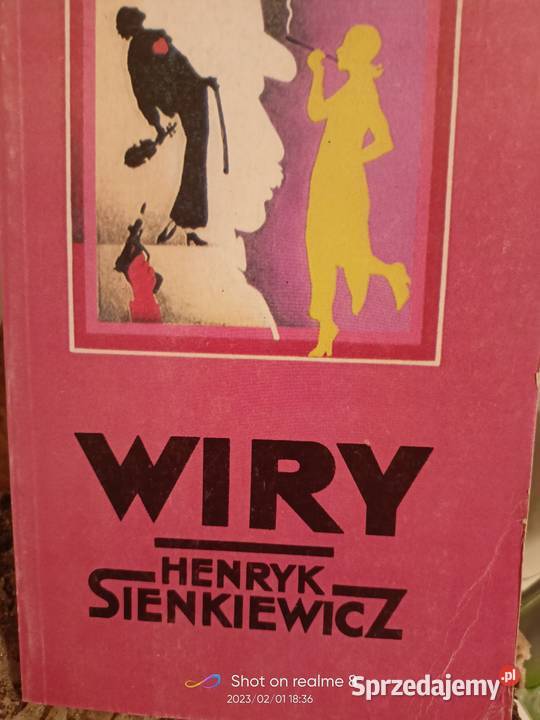 WIRY
HENRYK
SIENKIEWICZ
Shot on realme 8
2023/02/01 18:36
Sprzedajemy.pl